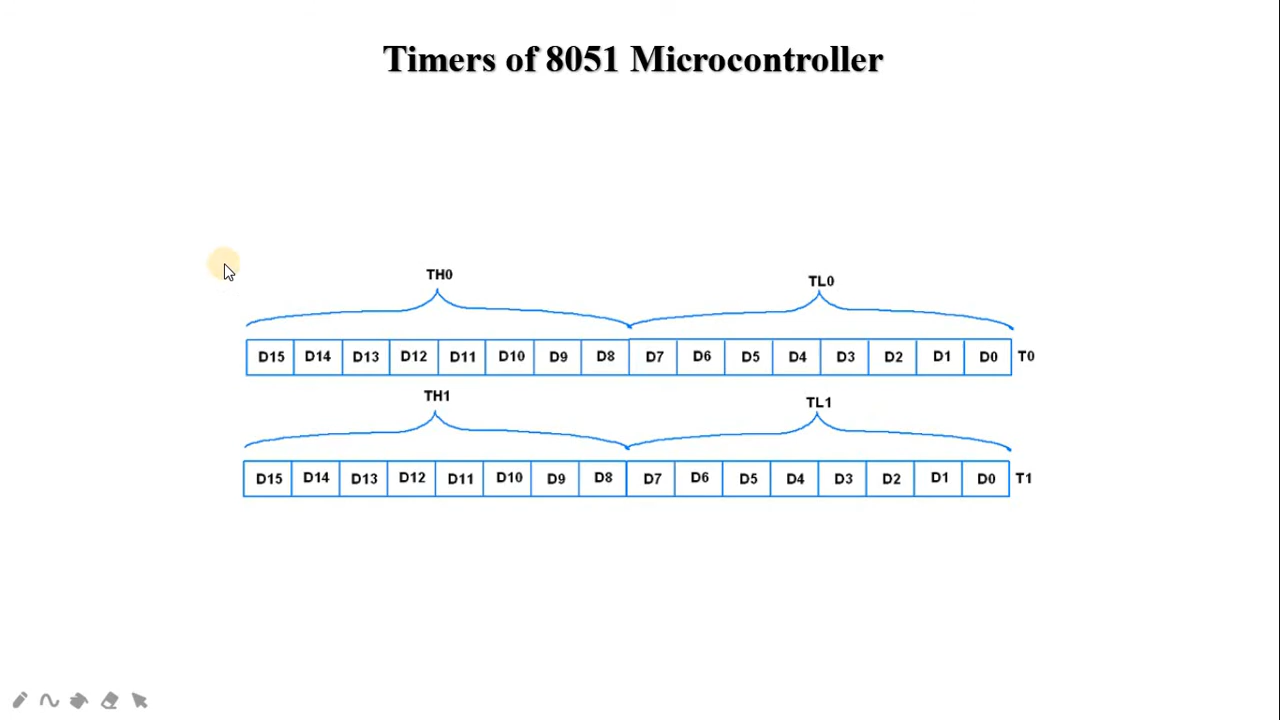 Timers of 8051 Microcontroller
TH0 TL0
D15 D14 D13 D12 D11 D10 D9 D8 D7 D6 D5 D4 D3 D2 D1 D0 T0
TH1 TL1
D15 D14 D13 D12 D11 D10 D9 D8 D7 D6 D5 D4 D3 D2 D1 D0 T1